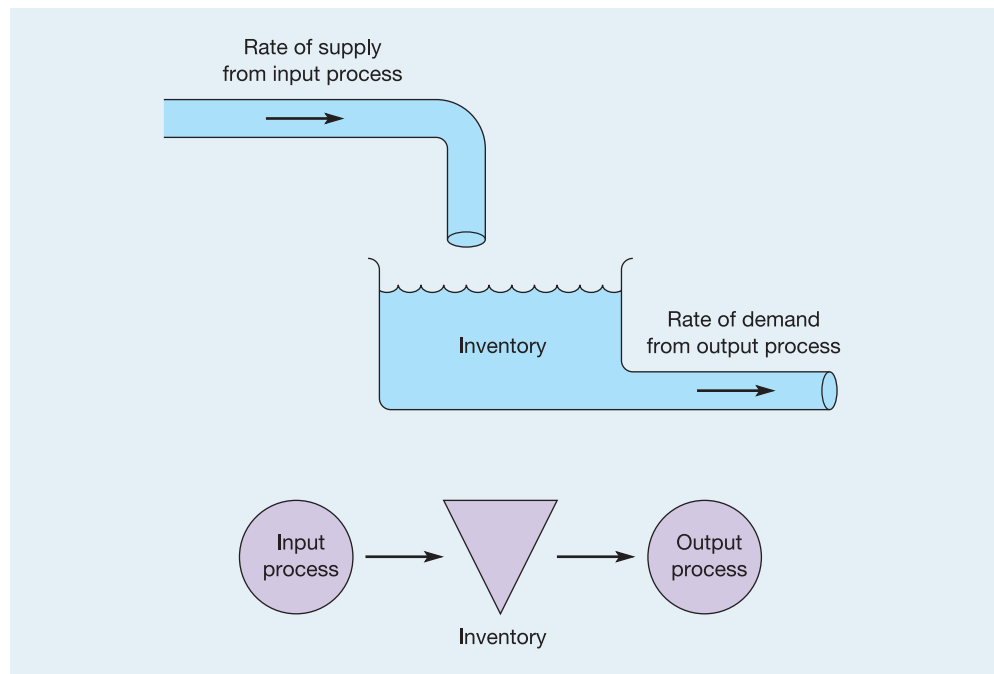 Rate of supply
from input process
Inventory
Rate of demand
from output process
Input
process
Output
process
Inventory